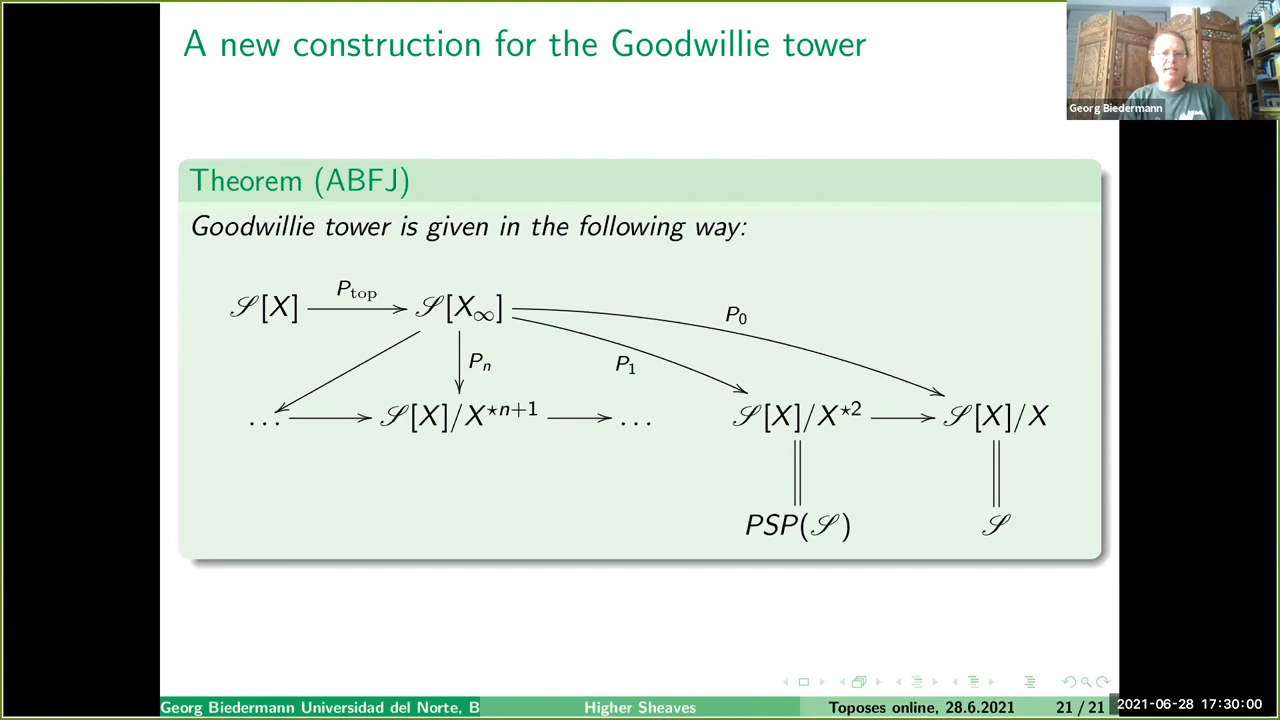 A new construction for the Goodwillie tower
Georg Biedermann
Theorem (ABFJ)
Goodwillie tower is given in the following way:
𝒮[X] P_top 𝒮[X_∞] P_0
P_n P_1
... 𝒮[X]/X^{⋆n+1} ... 𝒮[X]/X^{⋆2} 𝒮[X]/X
PSP(𝒮) 𝒮
Georg Biedermann Universidad del Norte, B Higher Sheaves Toposes online, 28.6.2021 21 / 21 2021-06-28 17:30:00